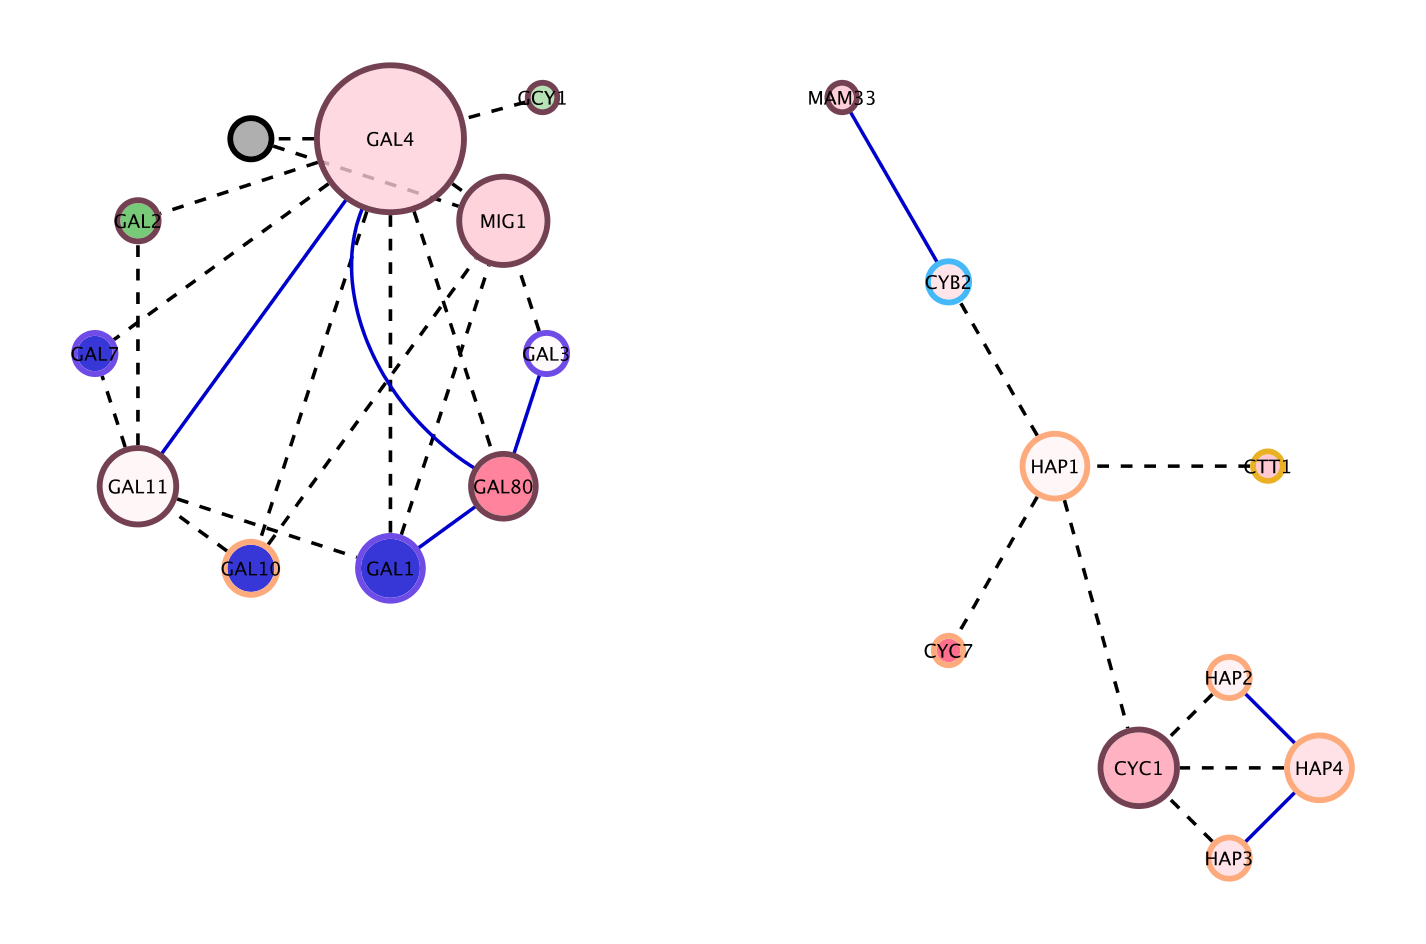 GCY1
MAM33
GAL4
GAL2
MIG1
CYB2
GAL7
GAL3
HAP1
CTT1
GAL11
GAL80
GAL10
GAL1
CYC7
HAP2
CYC1
HAP4
HAP3